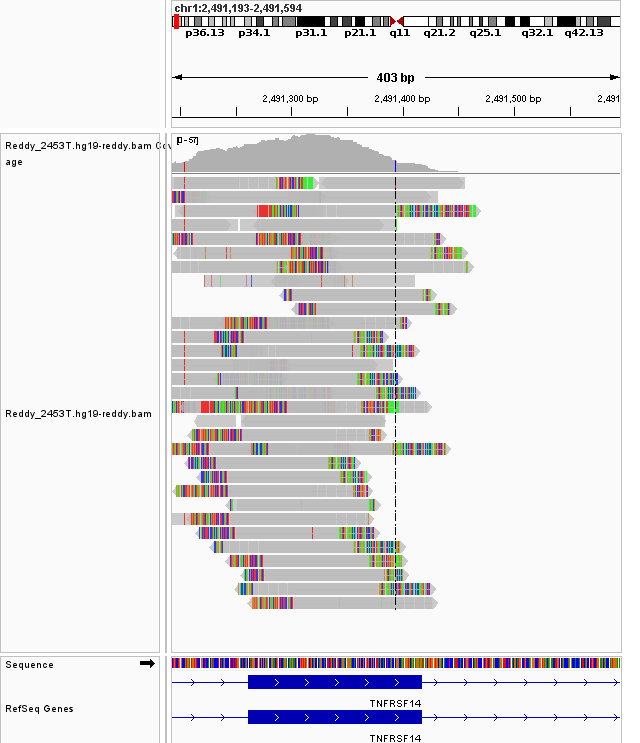 chr1:2,491,193-2,491,594
p36.13 p34.1 p31.1 p21.1 q11 q21.2 q25.1 q32.1 q42.13
403 bp
2,491,300 bp 2,491,400 bp 2,491,500 bp 2,491
[0-57]
Reddy_2453T.hg19-reddy.bam Cov
age
Reddy_2453T.hg19-reddy.bam
Sequence
TNFRSF14
RefSeq Genes
TNFRSF14